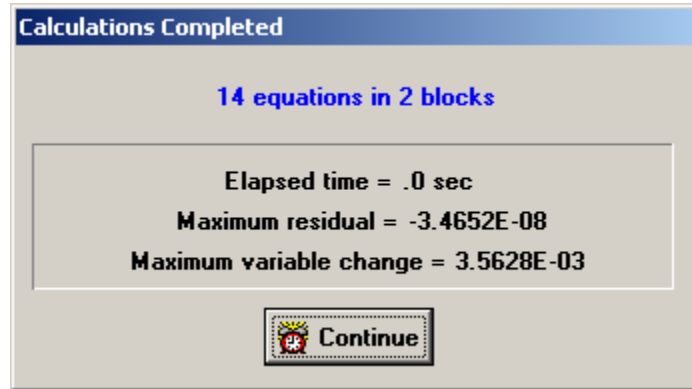 Calculations Completed
14 equations in 2 blocks
Elapsed time = .0 sec
Maximum residual = -3.4652E-08
Maximum variable change = 3.5628E-03
Continue